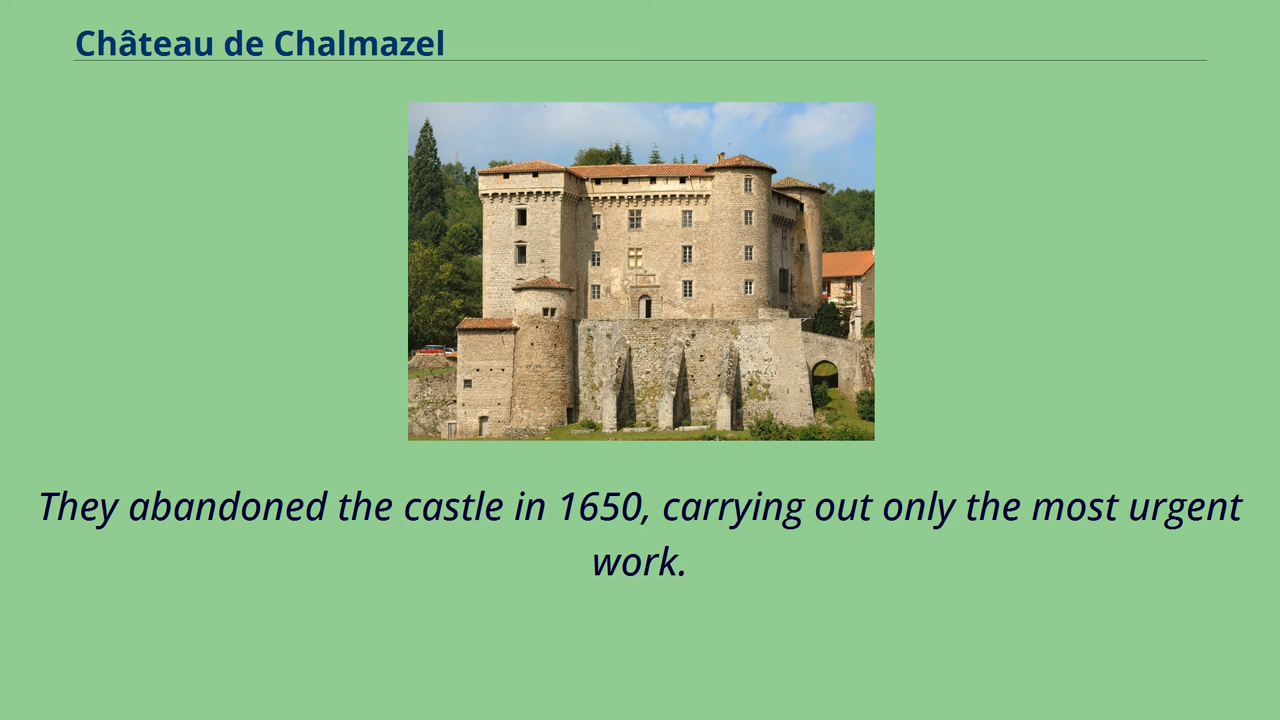 Château de Chalmazel
They abandoned the castle in 1650, carrying out only the most urgent
work.